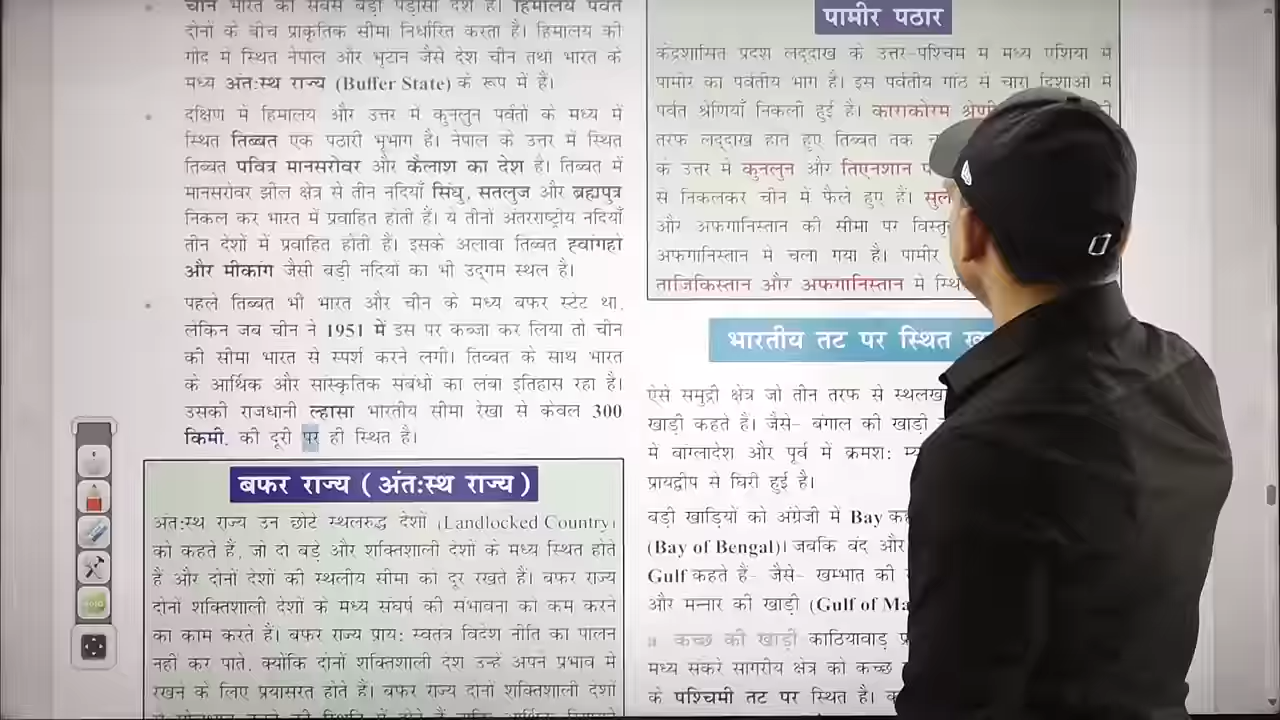 चीन भारत का सबसे बड़ा पड़ोसी देश है। हिमालय पर्वत
दोनों के बीच प्राकृतिक सीमा निर्धारित करता है। हिमालय की
गोद में स्थित नेपाल और भूटान जैसे देश चीन तथा भारत के
मध्य अंत:स्थ राज्य (Buffer State) के रूप में है।
दक्षिण में हिमालय और उत्तर में कुनलुन पर्वतों के मध्य में
स्थित तिब्बत एक पठारी भूभाग है। नेपाल के उत्तर में स्थित
तिब्बत पवित्र मानसरोवर और कैलाश का देश है। तिब्बत में
मानसरोवर झील क्षेत्र से तीन नदियाँ सिंधु, सतलुज और ब्रह्मपुत्र
निकल कर भारत में प्रवाहित होती हैं। ये तीनों अंतरराष्ट्रीय नदियाँ
तीन देशों में प्रवाहित होती हैं। इसके अलावा तिब्बत ह्वांगहो
और मीकांग जैसी बड़ी नदियों का भी उद्गम स्थल है।
पहले तिब्बत भी भारत और चीन के मध्य बफर स्टेट था,
लेकिन जब चीन ने 1951 में इस पर कब्जा कर लिया तो चीन
की सीमा भारत से स्पर्श करने लगी। तिब्बत के साथ भारत
के आर्थिक और सांस्कृतिक संबंधों का लंबा इतिहास रहा है।
उसकी राजधानी ल्हासा भारतीय सीमा रेखा से केवल 300
किमी. की दूरी पर ही स्थित है।
बफर राज्य (अंत:स्थ राज्य)
अंत:स्थ राज्य उन छोटे स्थलरुद्ध देशों (Landlocked Country)
को कहते हैं, जो दो बड़े और शक्तिशाली देशों के मध्य स्थित होते
हैं और दोनों देशों की स्थलीय सीमा को दूर रखते हैं। बफर राज्य
दोनों शक्तिशाली देशों के मध्य संघर्ष की संभावना को कम करने
का काम करते हैं। बफर राज्य प्राय: स्वतंत्र विदेश नीति का पालन
नहीं कर पाते, क्योंकि दोनों शक्तिशाली देश उन्हें अपने प्रभाव में
रखने के लिए प्रयासरत होते हैं। बफर राज्य दोनों शक्तिशाली देशों
पामीर पठार
केंद्रशासित प्रदेश लद्दाख के उत्तर-पश्चिम में मध्य एशिया में
पामीर का पर्वतीय भाग है। इस पर्वतीय गांठ से चारों दिशाओं में
पर्वत श्रेणियाँ निकली हुई हैं। काराकोरम श्रेणी
तरफ लद्दाख होते हुए तिब्बत तक
के उत्तर में कुनलुन और तिएनशान
से निकलकर चीन में फैले हुए हैं।
और अफगानिस्तान की सीमा पर
अफगानिस्तान में चला गया है। पामीर
ताजिकिस्तान और अफगानिस्तान में
भारतीय तट पर स्थित
ऐसे समुद्री क्षेत्र जो तीन तरफ से
खाड़ी कहते हैं। जैसे- बंगाल की खाड़ी
में बांग्लादेश और पूर्व में क्रमश:
प्रायद्वीप से घिरी हुई है।
बड़ी खाड़ियों को अंग्रेजी में Bay
(Bay of Bengal)। जबकि बंद और
Gulf कहते हैं- जैसे- खम्भात की
और मन्नार की खाड़ी (Gulf of
कच्छ की खाड़ी काठियावाड़
मध्य संकरे सागरीय क्षेत्र को कच्छ
के पश्चिमी तट पर स्थित है।